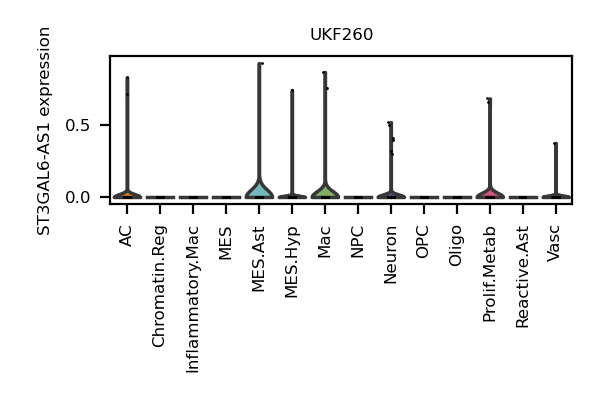 UKF260
ST3GAL6-AS1 expression
0.5
0.0
AC
Chromatin.Reg
Inflammatory.Mac
MES
MES.Ast
MES.Hyp
Mac
NPC
Neuron
OPC
Oligo
Prolif.Metab
Reactive.Ast
Vasc